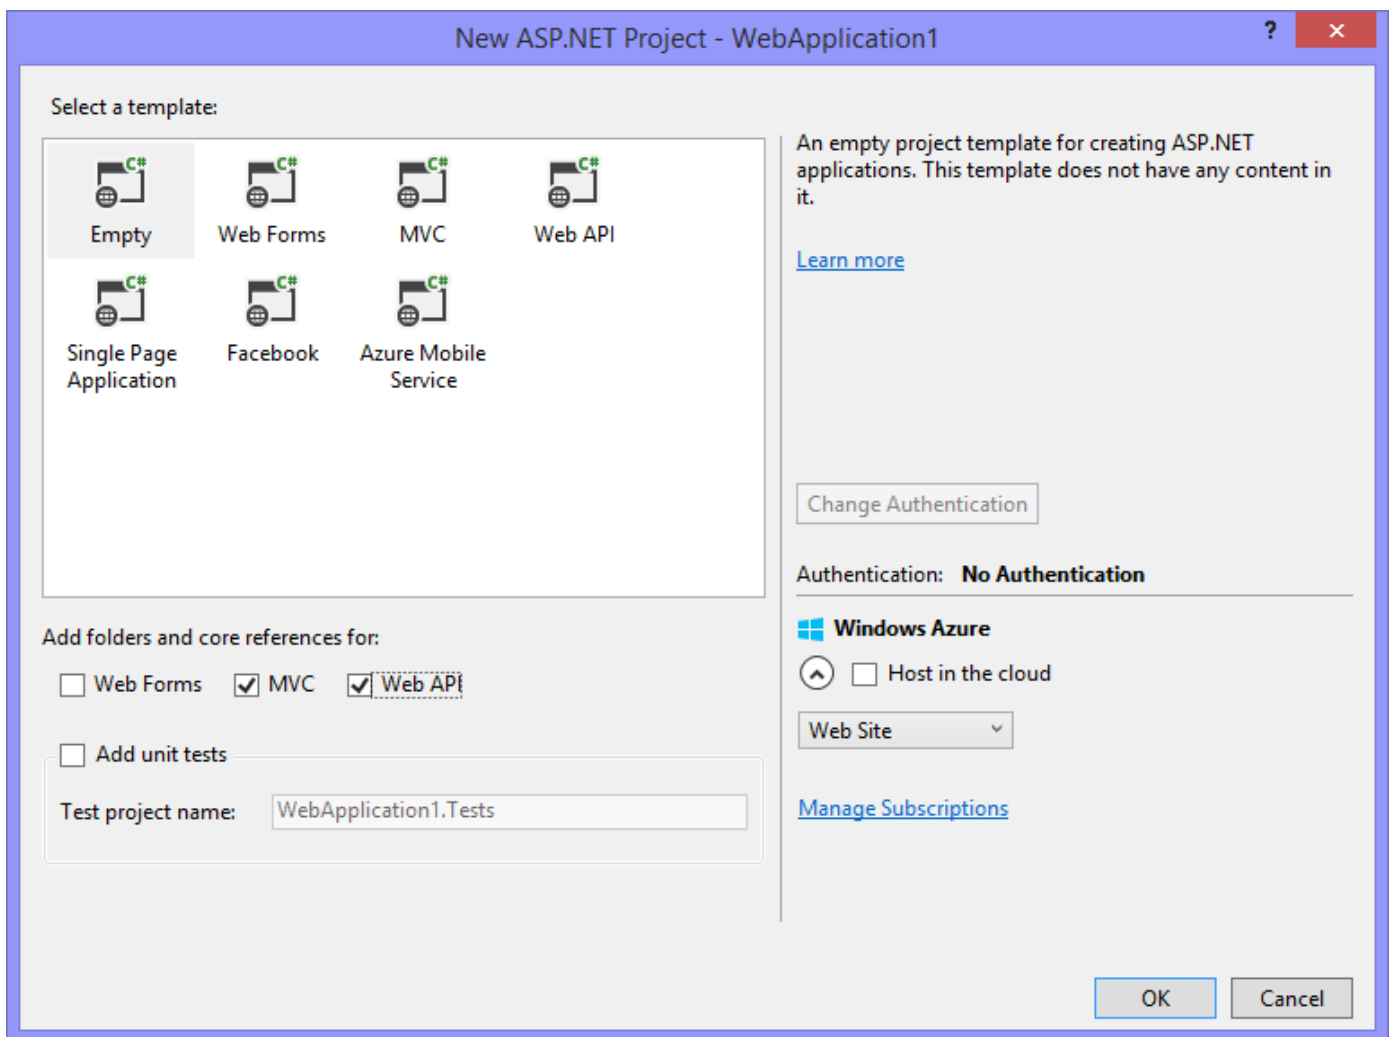 New ASP.NET Project - WebApplication1
?
Select a template:
C# C# C# C#
Empty Web Forms MVC Web API
C# C# C#
Single Page Facebook Azure Mobile
Application Service
An empty project template for creating ASP.NET
applications. This template does not have any content in
it.
Learn more
Change Authentication
Authentication: No Authentication
Add folders and core references for:
Web Forms MVC Web API
Add unit tests
Test project name: WebApplication1.Tests
Windows Azure
Host in the cloud
Web Site
Manage Subscriptions
OK Cancel